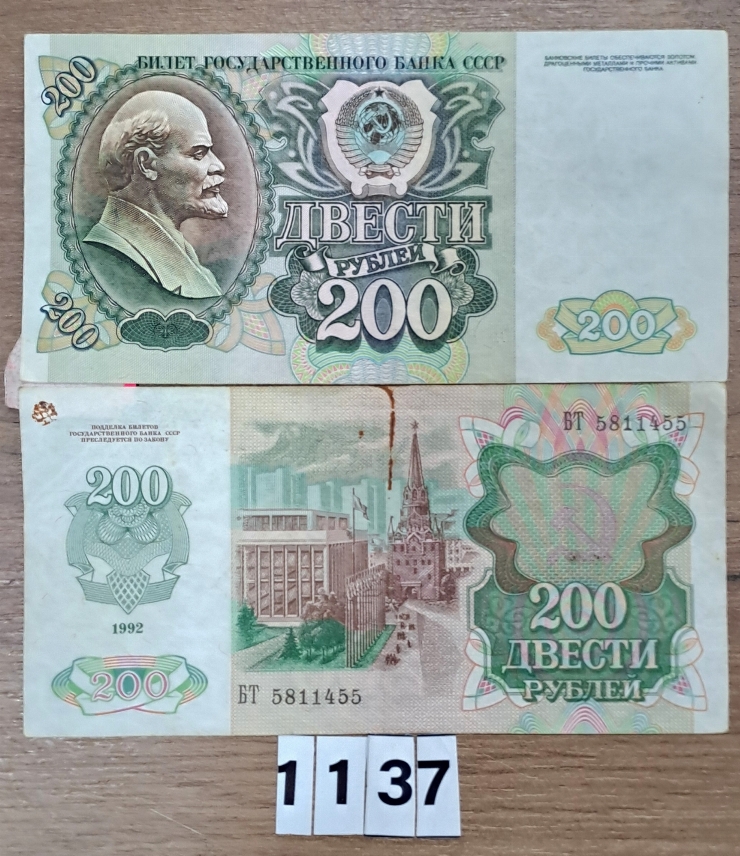 200
БИЛЕТ ГОСУДАРСТВЕННОГО БАНКА СССР
БАНКОВСКИЕ БИЛЕТЫ ОБЕСПЕЧИВАЮТСЯ ЗОЛОТОМ,
ДРАГОЦЕННЫМИ МЕТАЛЛАМИ И ПРОЧИМИ АКТИВАМИ
ГОСУДАРСТВЕННОГО БАНКА
ДВЕСТИ
РУБЛЕЙ
200
200
200
ПОДДЕЛКА БИЛЕТОВ
ГОСУДАРСТВЕННОГО БАНКА СССР
ПРЕСЛЕДУЕТСЯ ПО ЗАКОНУ
БТ 5811455
200
1992
200
БТ 5811455
200
ДВЕСТИ
РУБЛЕЙ
1137